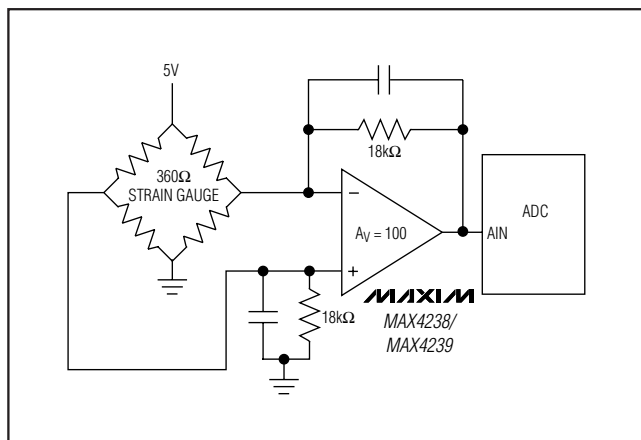 5V
360Ω
STRAIN GAUGE
18kΩ
AV = 100
−
+
AIN
ADC
18kΩ
MAXIM
MAX4238/
MAX4239